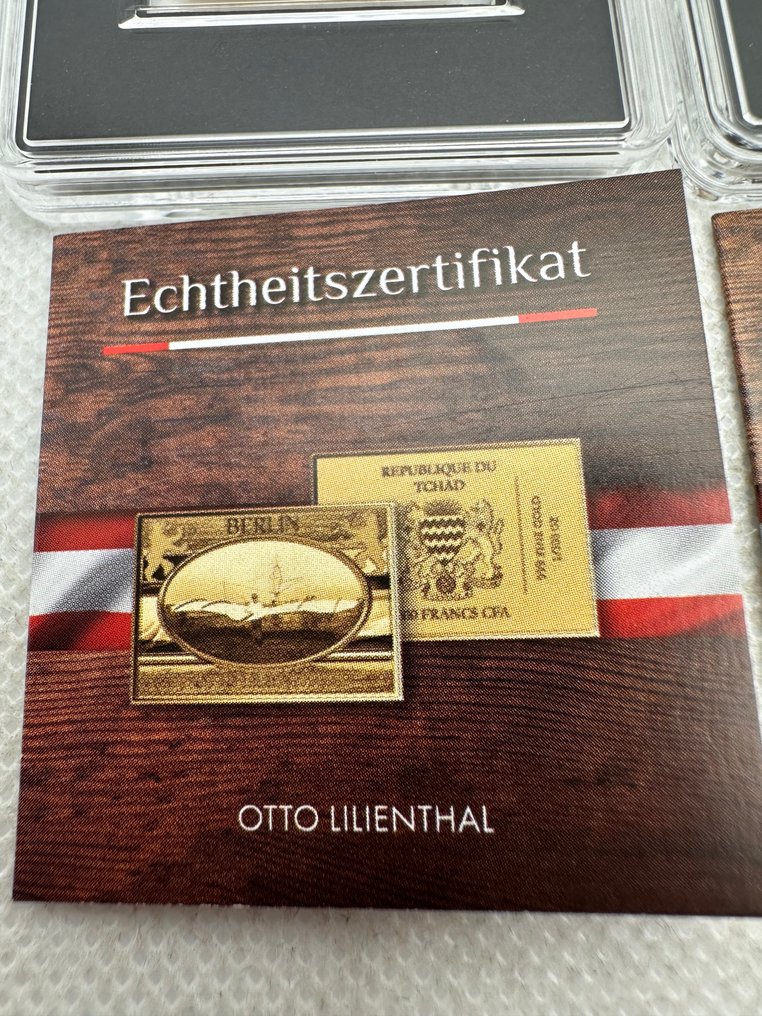 Echtheitszertifikat
REPUBLIQUE DU
TCHAD
BERLIN
999 FINE GOLD
FRANCS CFA
OTTO LILIENTHAL